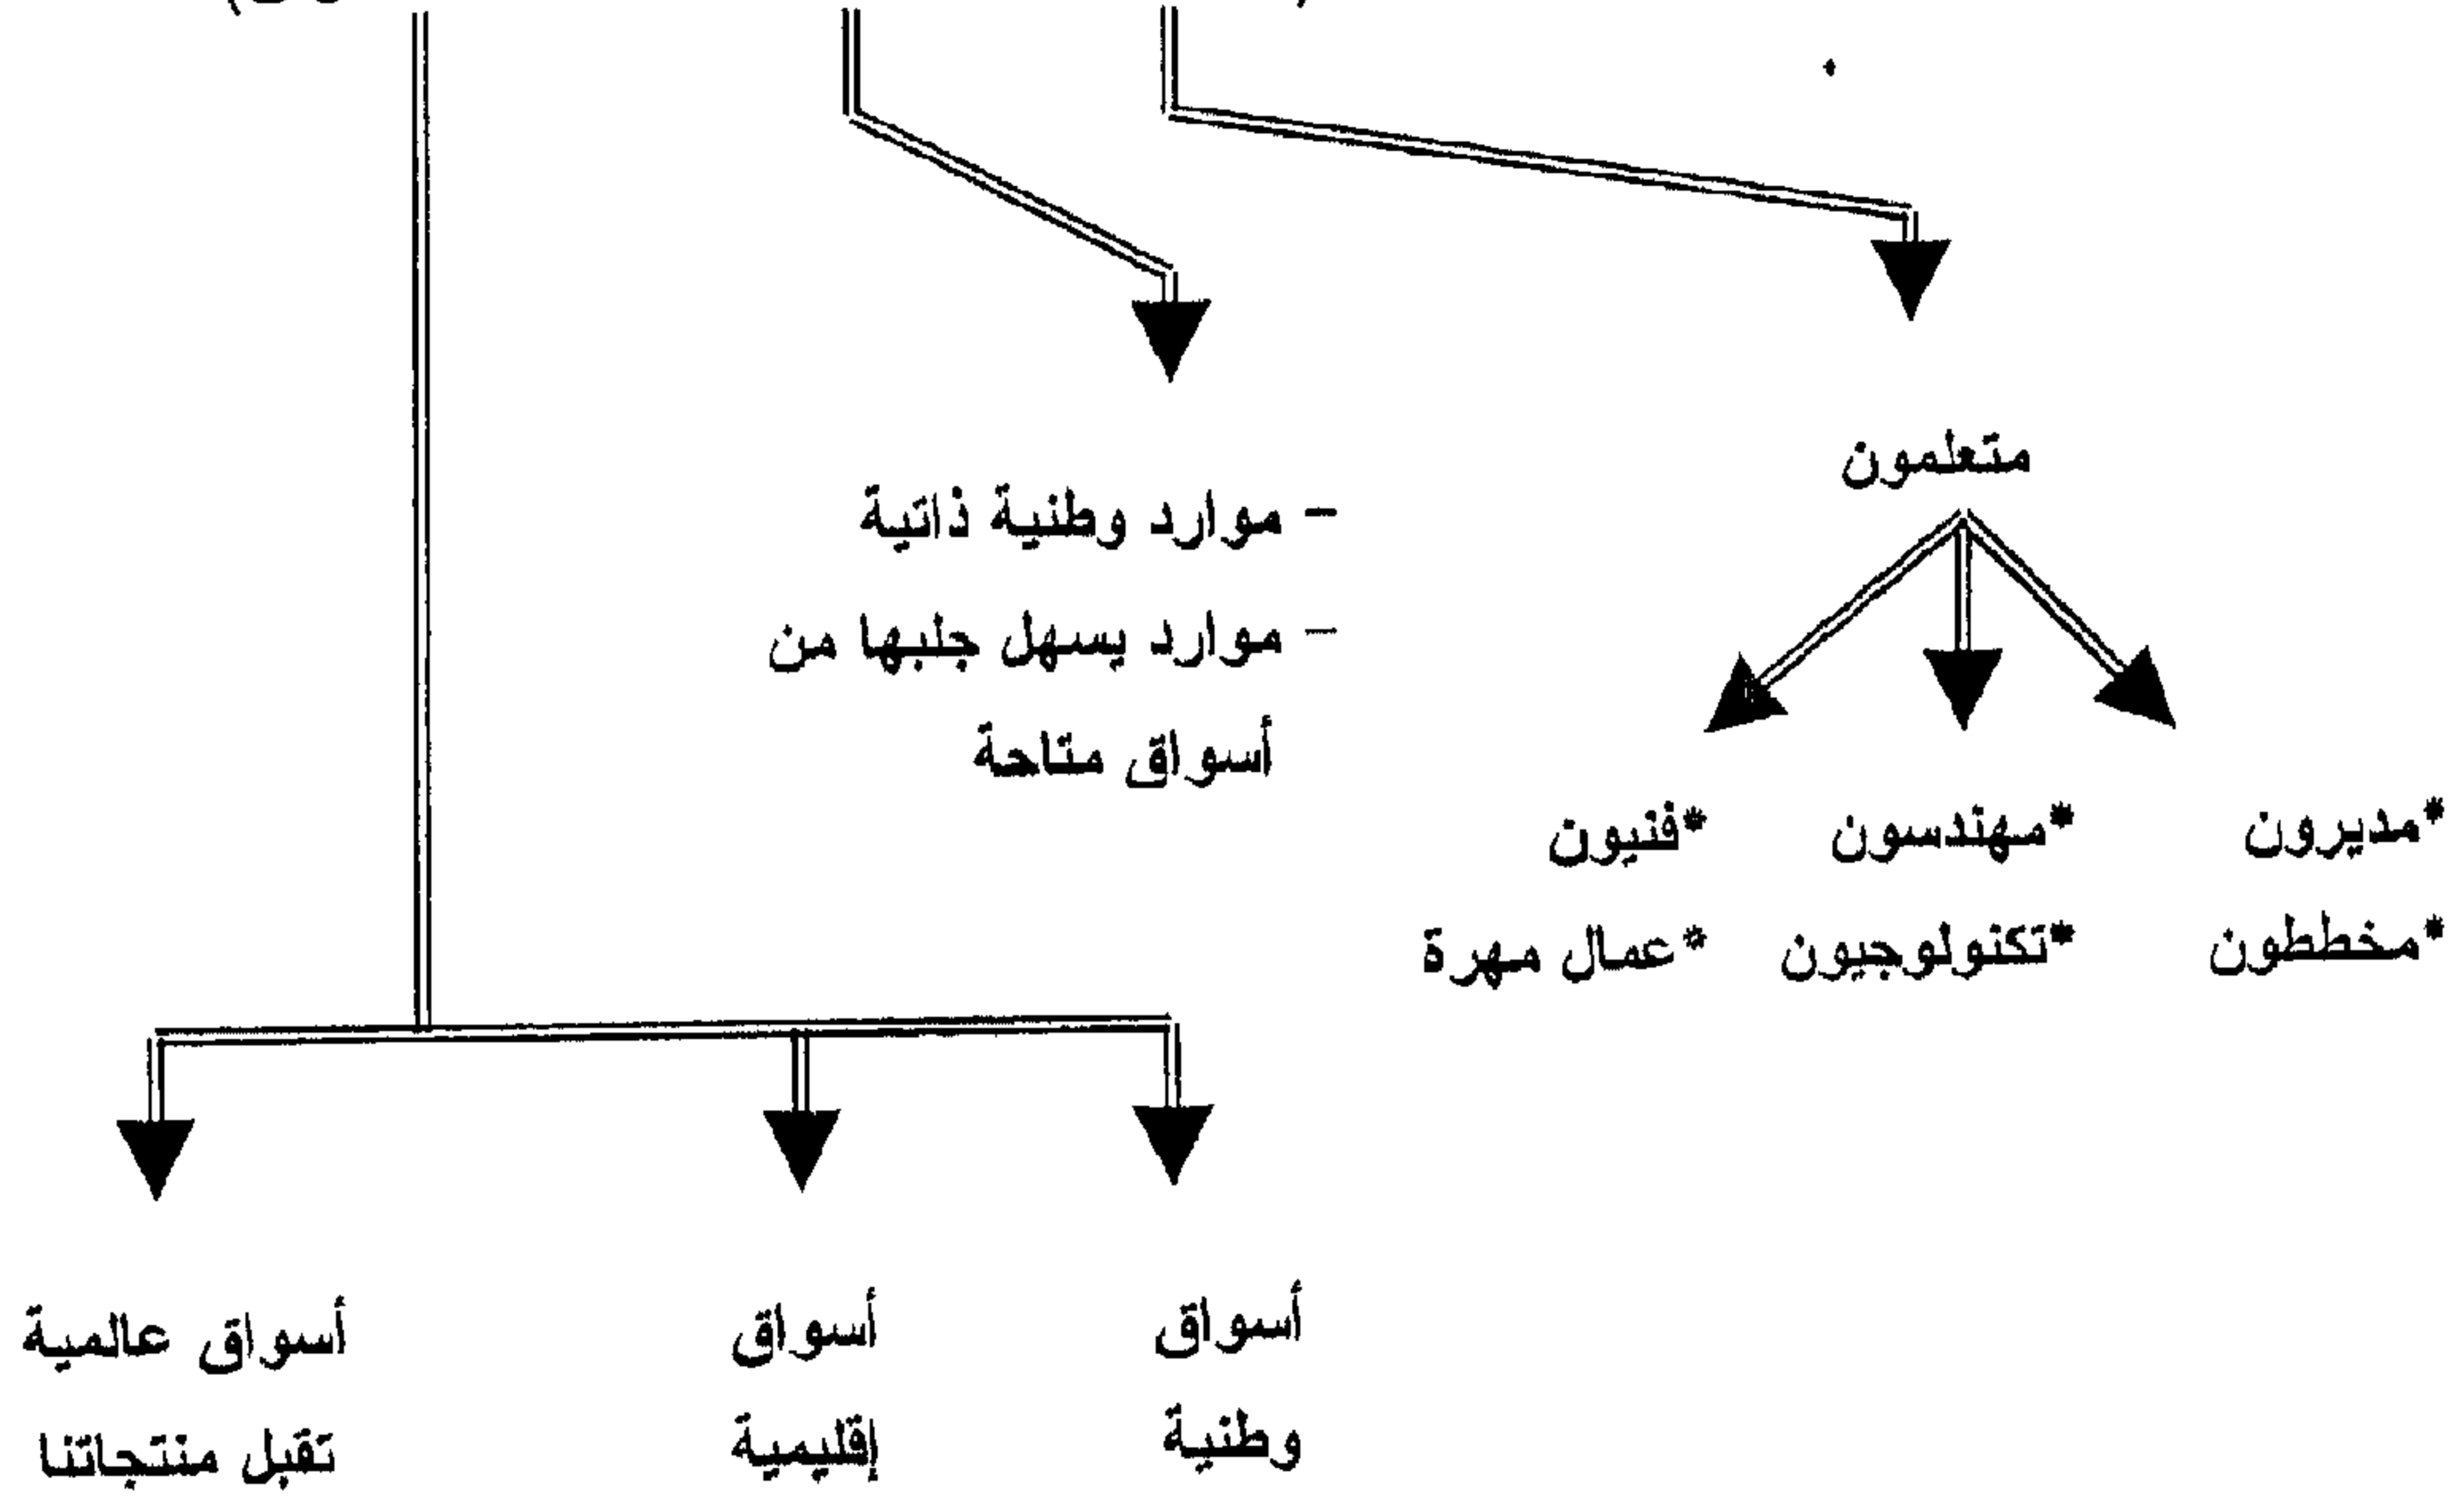 متعلمون
- موارد وطنية ذاتية
- موارد يسهل جلبها من
أسواق متاحة
*مديرون *مهندسون *فنيون
*مخططون *تكنولوجيون *عمال مهرة
أسواق أسواق أسواق عالمية
وطنية إقليمية تقبل منتجاتنا